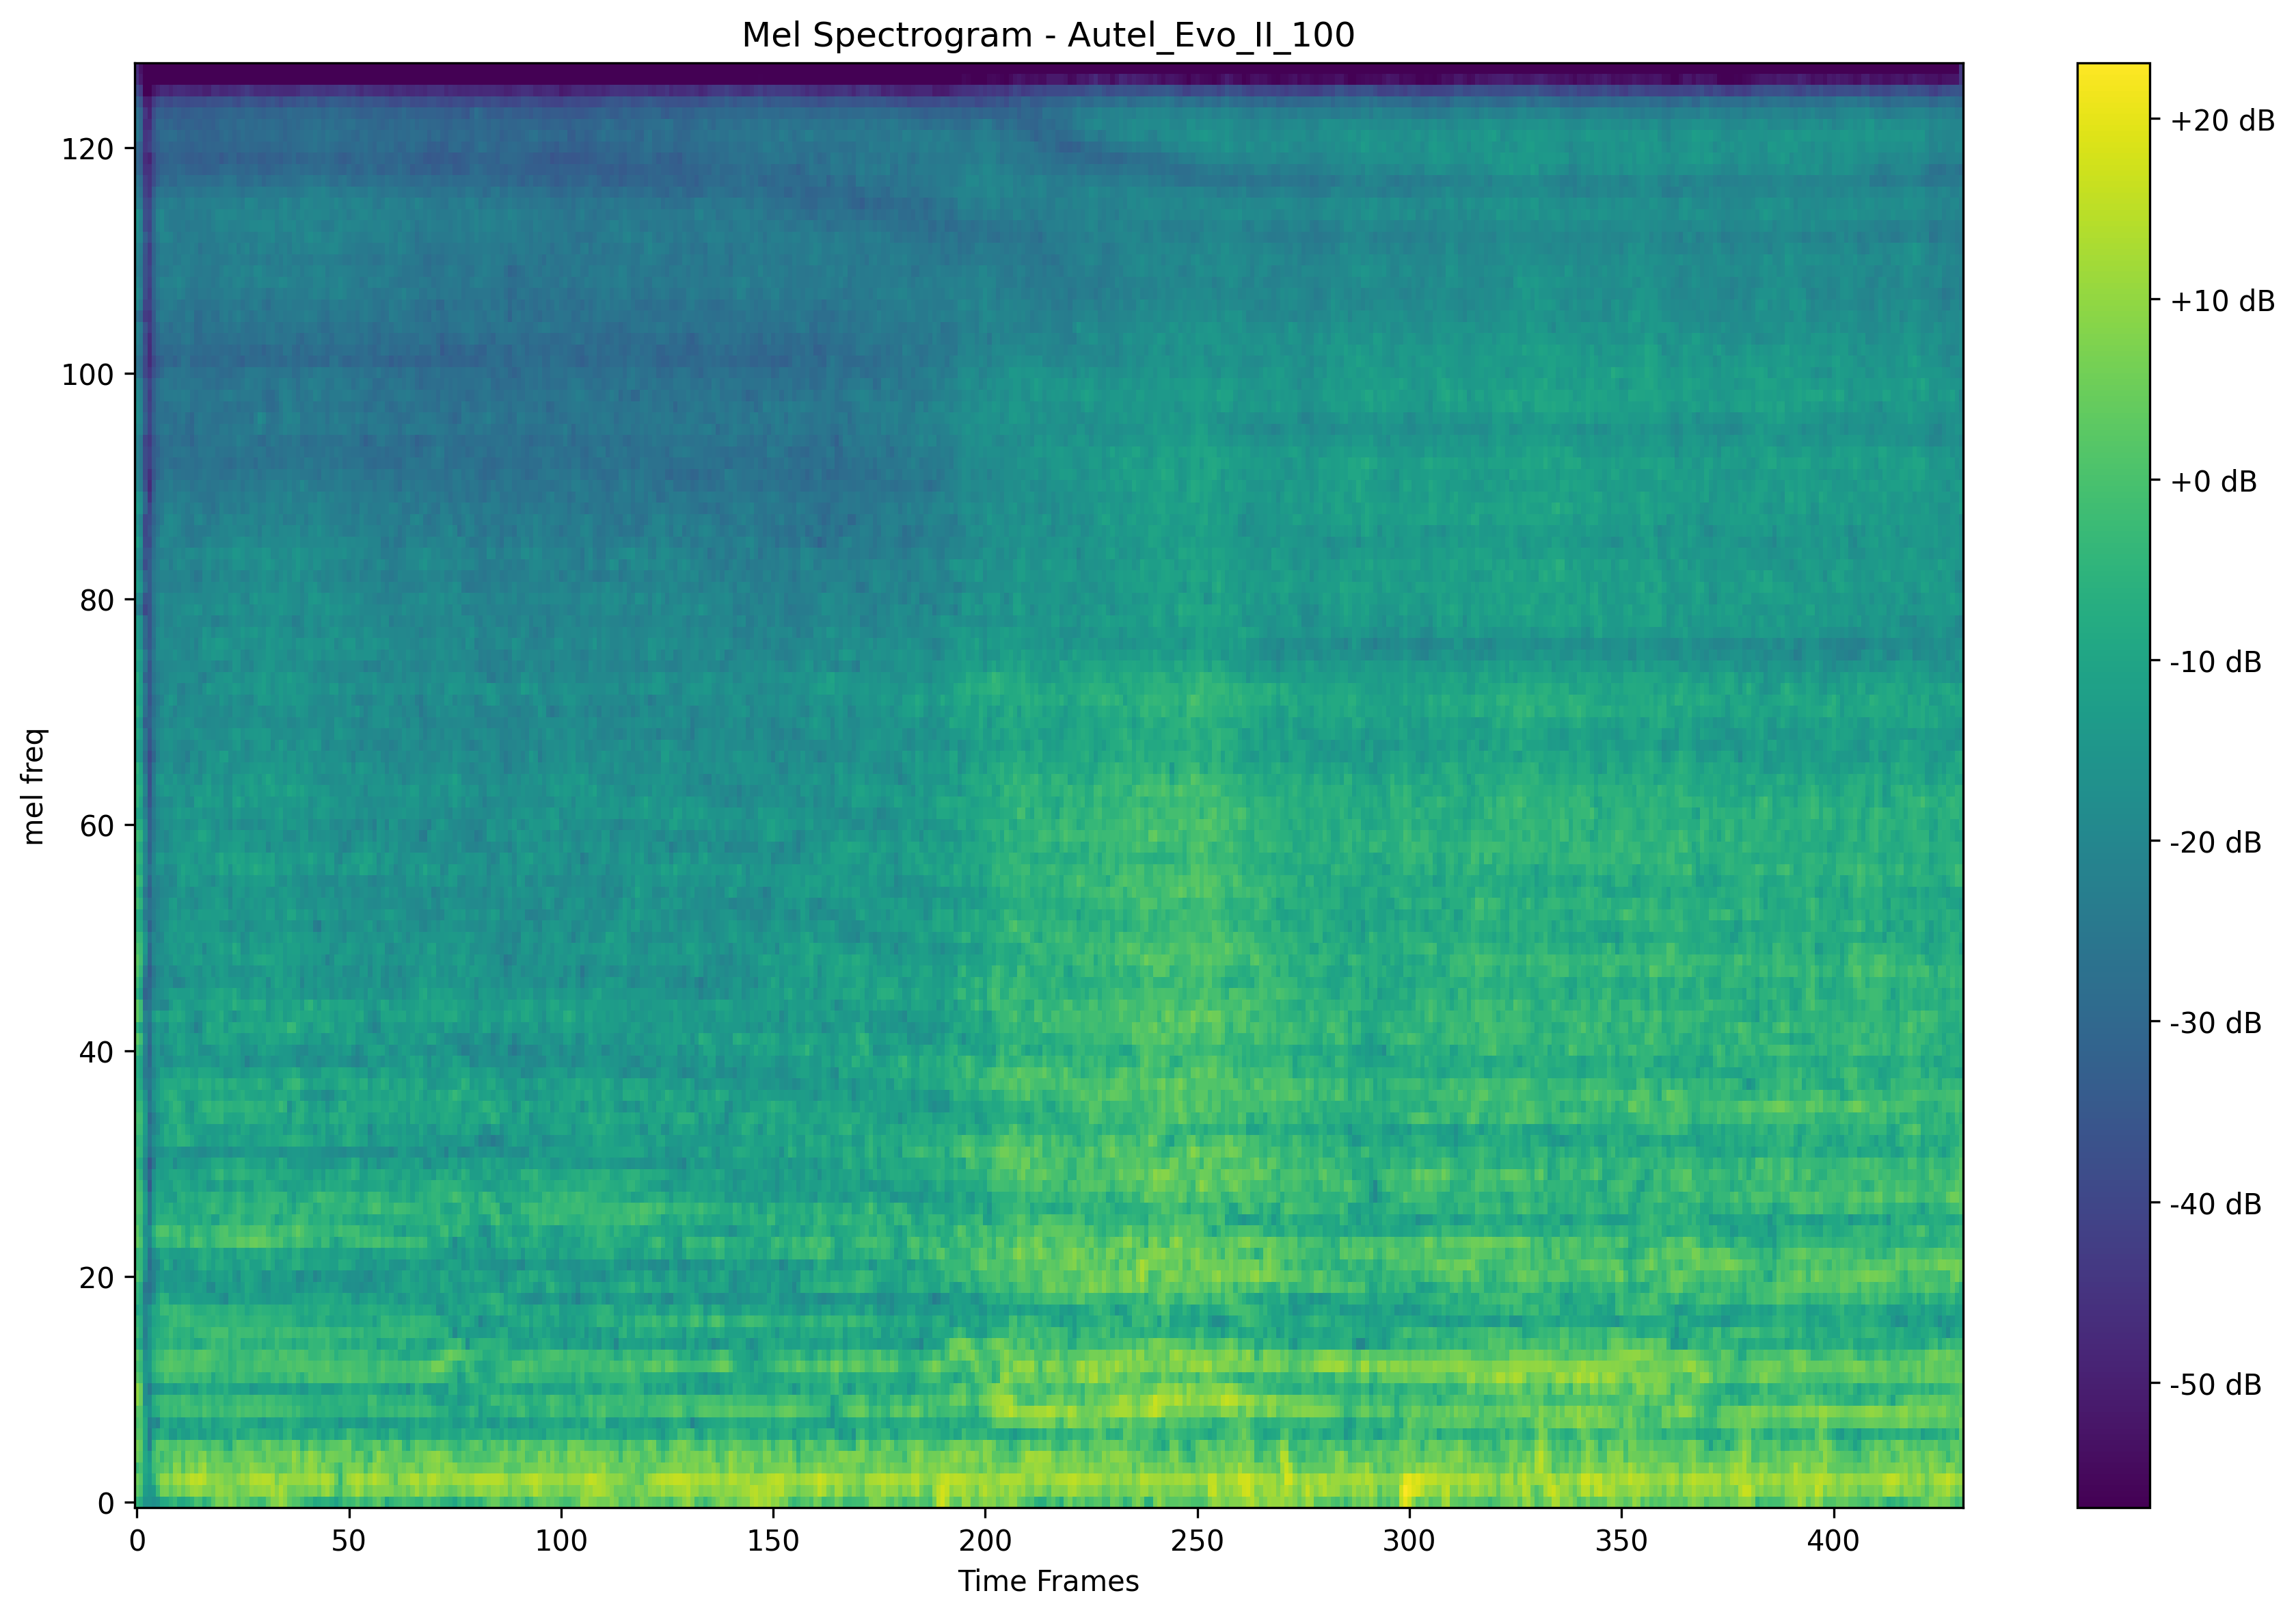 Mel Spectrogram - Autel_Evo_II_100
mel freq
120
100
80
60
40
20
0
0 50 100 150 200 250 300 350 400
Time Frames
+20 dB
+10 dB
+0 dB
-10 dB
-20 dB
-30 dB
-40 dB
-50 dB